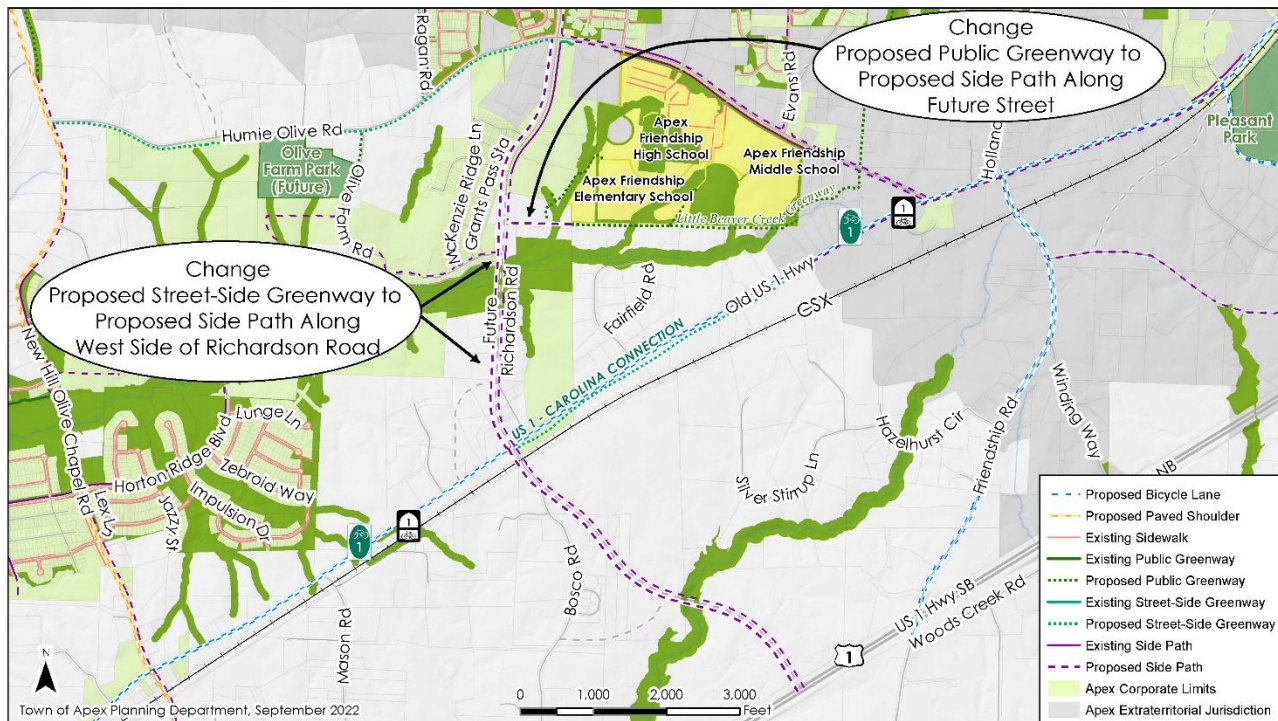 Change
Proposed Public Greenway to
Proposed Side Path Along
Future Street
Ragan Rd
Evans Rd
Humie Olive Rd
Olive
Farm Park
(Future)
Olive Farm Rd
McKenzie Ridge Ln
Grant's Pass Sta
Apex
Friendship
High School
Apex Friendship
Middle School
Apex Friendship
Elementary School
Little Beaver Creek Greenway
Holland
Pleasant
Park
1
1
Change
Proposed Street-Side Greenway to
Proposed Side Path Along
West Side of Richardson Road
Future
Richardson Rd
Fairfield Rd
Old US 1 Hwy
CSX
US 1 - CAROLINA CONNECTION
New Hill Olive Chapel Rd
Horton Ridge Blvd
Lunge Ln
Zebroid Way
Impulsion Dr
Jazzy St
Lex Ln
1
1
Mason Rd
Bosco Rd
Silver Stirrup Ln
Hazelhurst Cir
Friendship Rd
Winding Way
NB
US 1 Hwy SB
Woods Creek Rd
1
Proposed Bicycle Lane
Proposed Paved Shoulder
Existing Sidewalk
Existing Public Greenway
Proposed Public Greenway
Existing Street-Side Greenway
Proposed Street-Side Greenway
Existing Side Path
Proposed Side Path
Apex Corporate Limits
Apex Extraterritorial Jurisdiction
N
Town of Apex Planning Department, September 2022
0 1,000 2,000 3,000
Feet